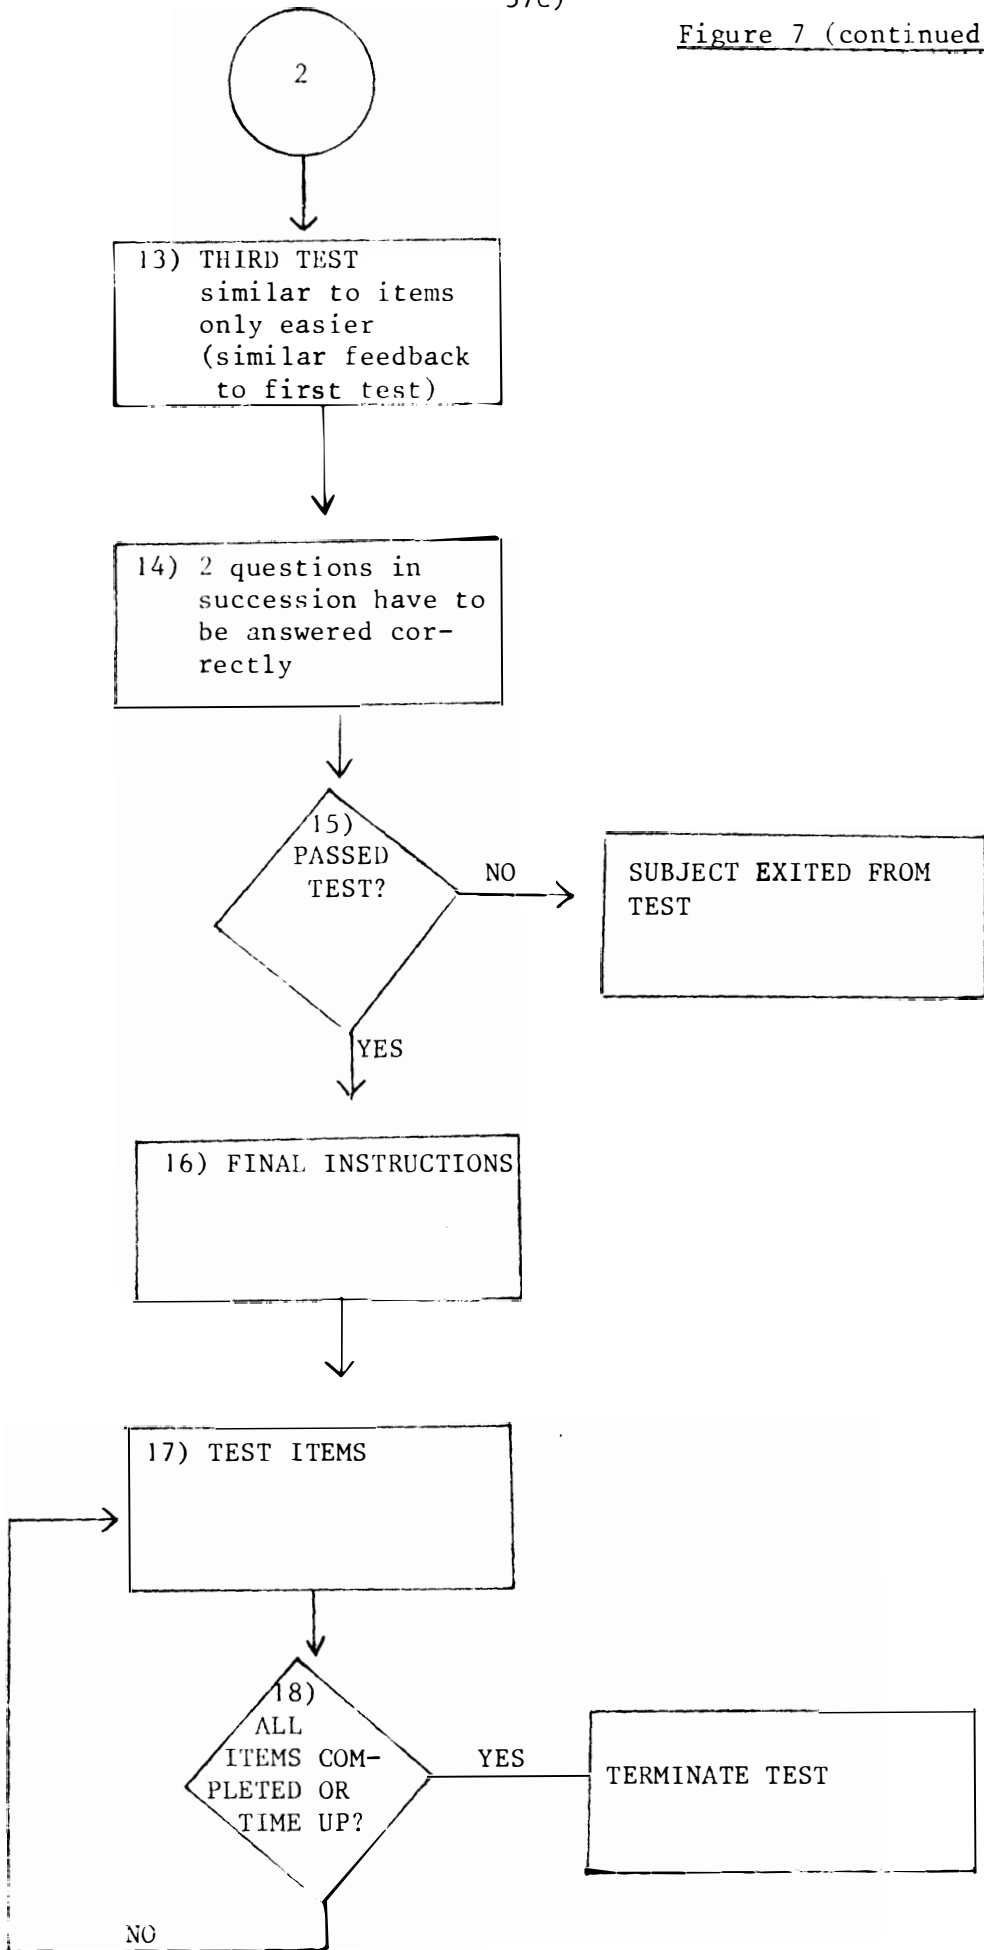 Figure 7 (continued
2
13) THIRD TEST
similar to items
only easier
(similar feedback
to first test)
14) 2 questions in
succession have to
be answered cor-
rectly
15)
PASSED
TEST?
NO
SUBJECT EXITED FROM
TEST
YES
16) FINAL INSTRUCTIONS
17) TEST ITEMS
18)
ALL
ITEMS COM-
PLETED OR
TIME UP?
YES
TERMINATE TEST
NO